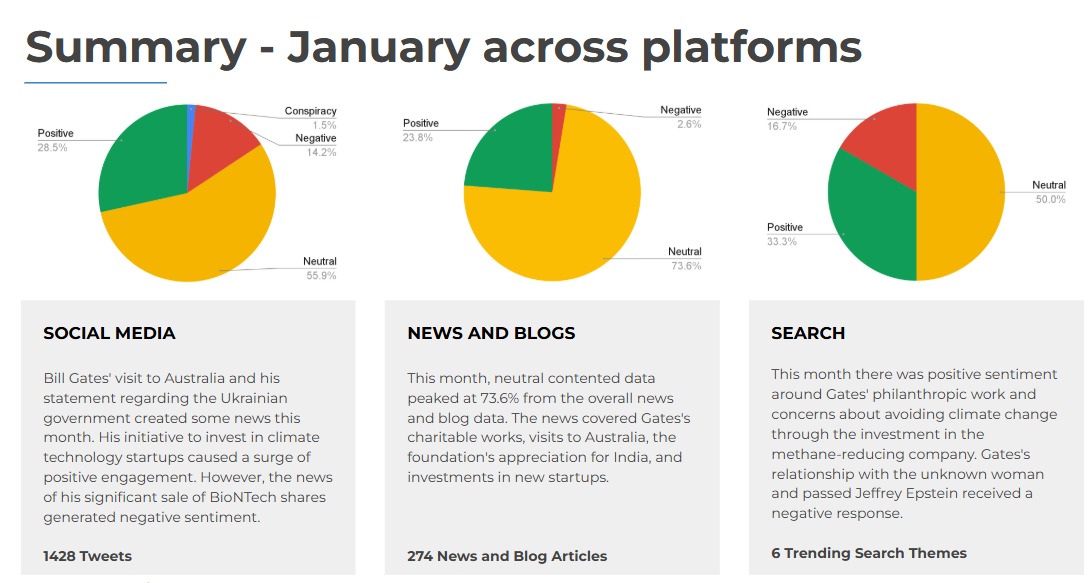 Summary - January across platforms
Conspiracy
1.5%
Negative
14.2%
Positive
28.5%
Neutral
55.9%
Negative
2.6%
Positive
23.8%
Neutral
73.6%
Negative
16.7%
Neutral
50.0%
Positive
33.3%
SOCIAL MEDIA
Bill Gates' visit to Australia and his
statement regarding the Ukrainian
government created some news this
month. His initiative to invest in climate
technology startups caused a surge of
positive engagement. However, the news
of his significant sale of BioNTech shares
generated negative sentiment.
1428 Tweets
NEWS AND BLOGS
This month, neutral contented data
peaked at 73.6% from the overall news
and blog data. The news covered Gates's
charitable works, visits to Australia, the
foundation's appreciation for India, and
investments in new startups.
274 News and Blog Articles
SEARCH
This month there was positive sentiment
around Gates' philanthropic work and
concerns about avoiding climate change
through the investment in the
methane-reducing company. Gates's
relationship with the unknown woman
and passed Jeffrey Epstein received a
negative response.
6 Trending Search Themes